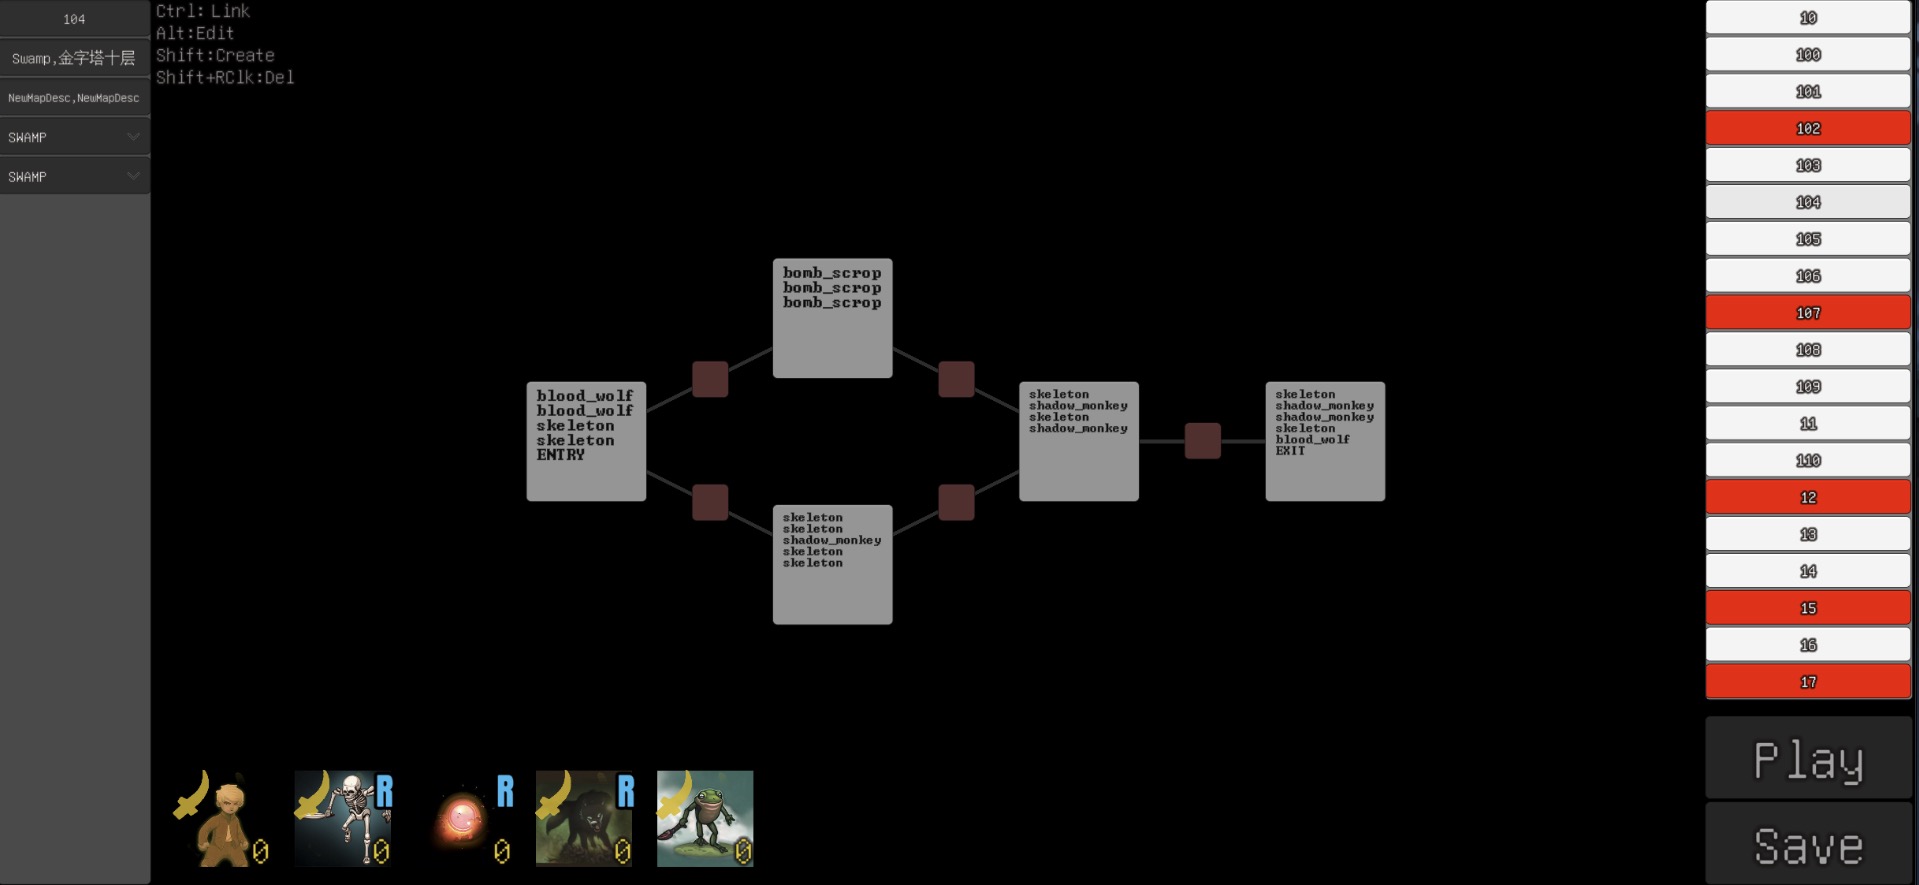 104
Swamp,金字塔十层
NewMapDesc,NewMapDesc
SWAMP
SWAMP
Ctrl: Link
Alt:Edit
Shift:Create
Shift+RClk:Del
blood_wolf
blood_wolf
skeleton
skeleton
ENTRY
bomb_scrop
bomb_scrop
bomb_scrop
skeleton
skeleton
shadow_monkey
skeleton
skeleton
skeleton
shadow_monkey
skeleton
shadow_monkey
skeleton
shadow_monkey
shadow_monkey
skeleton
blood_wolf
EXIT
0
R
0
R
0
R
0
0
10
100
101
102
103
104
105
106
107
108
109
11
110
12
13
14
15
16
17
Play
Save